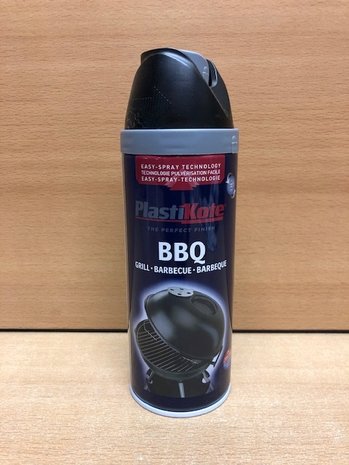 EASY-SPRAY TECHNOLOGY
TECHNOLOGIE PULVÉRISATION FACILE
EASY-SPRAY-TECHNOLOGIE
PlastiKote
THE PERFECT FINISH
BBQ
GRILL • BARBECUE • BARBEQUE